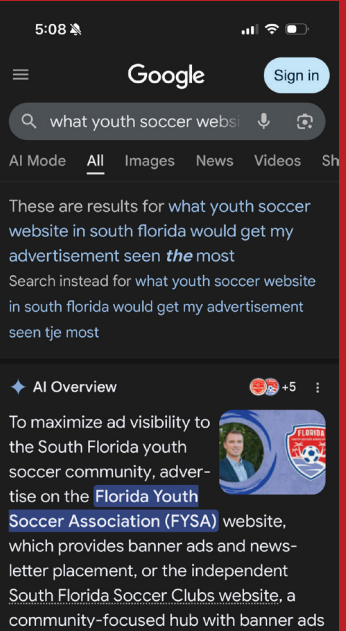 5:08
Google
Sign in
what youth soccer websi
AI Mode All Images News Videos Sh
These are results for what youth soccer
website in south florida would get my
advertisement seen the most
Search instead for what youth soccer website
in south florida would get my advertisement
seen tje most
AI Overview
+5
To maximize ad visibility to
the South Florida youth
soccer community, adver-
tise on the Florida Youth
Soccer Association (FYSA) website,
which provides banner ads and news-
letter placement, or the independent
South Florida Soccer Clubs website, a
community-focused hub with banner ads
FLORIDA